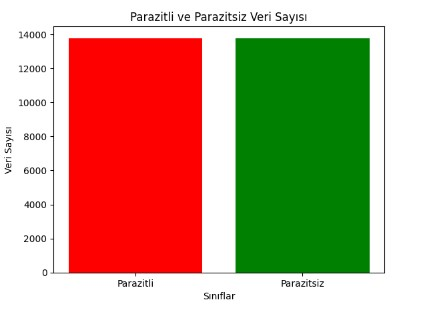 Parazitli ve Parazitsiz Veri Sayısı
14000
12000
10000
8000
6000
4000
2000
0
Veri Sayısı
Parazitli
Parazitsiz
Sınıflar